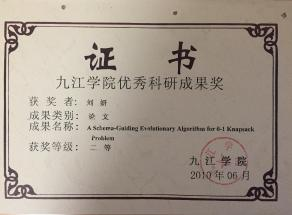 证书
九江学院优秀科研成果奖
获奖者：刘妍
成果类别：论文
成果名称：A Schema-Guiding Evolutionary Algorithm for 0-1 Knapsack
Problem
获奖等级：二等
九江学院
2010年06月